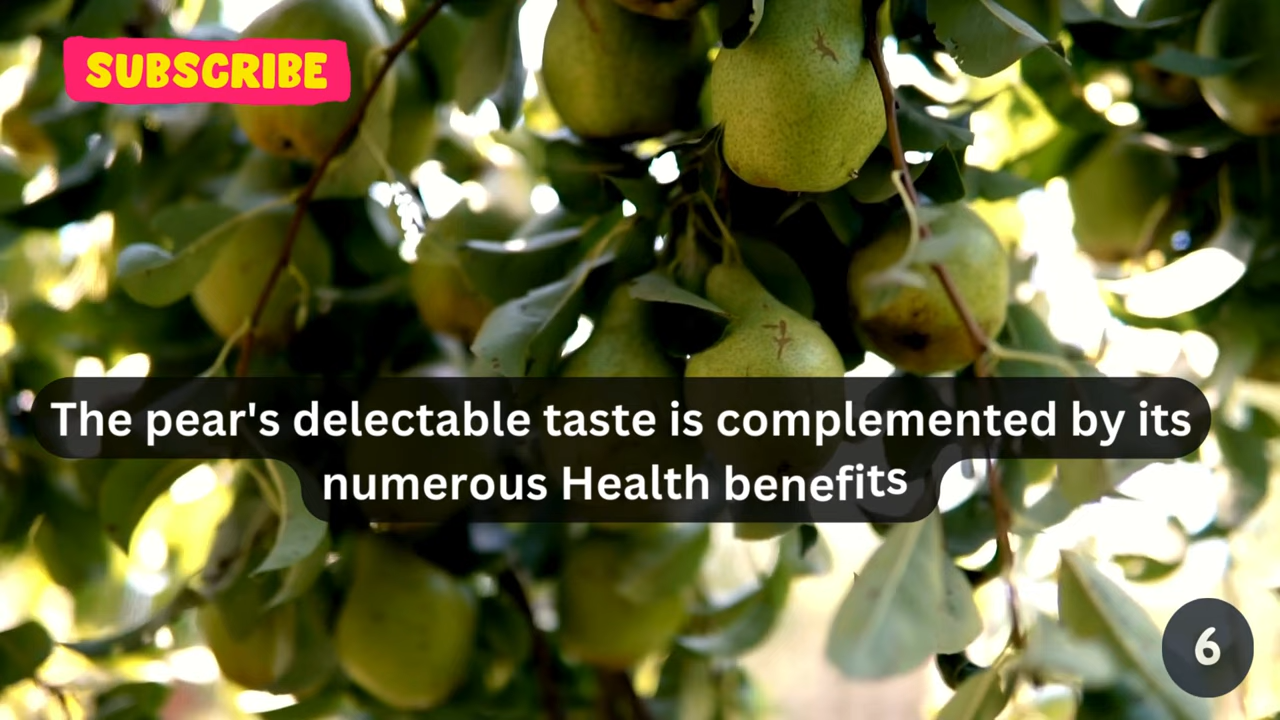 SUBSCRIBE
The pear's delectable taste is complemented by its
numerous Health benefits
6